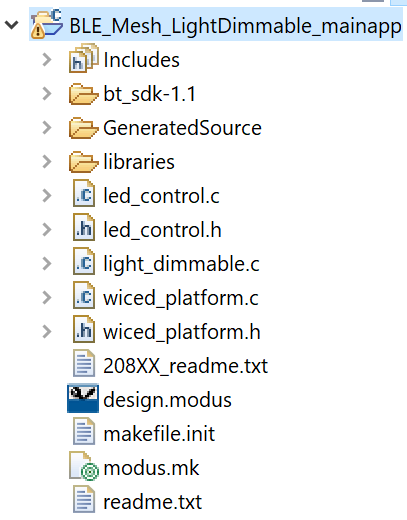 BLE_Mesh_LightDimmable_mainapp
Includes
bt_sdk-1.1
GeneratedSource
libraries
led_control.c
led_control.h
light_dimmable.c
wiced_platform.c
wiced_platform.h
208XX_readme.txt
design.modus
makefile.init
modus.mk
readme.txt